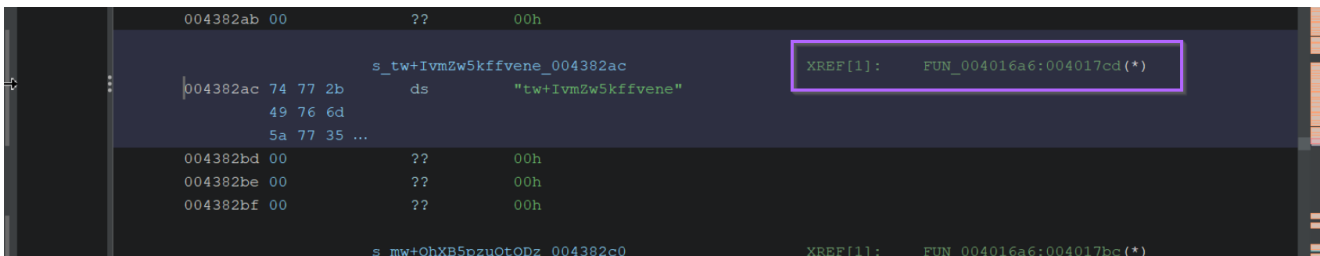 004382ab 00 ?? 00h
s_tw+IvmZw5kffvene_004382ac XREF[1]: FUN_004016a6:004017cd(*)
004382ac 74 77 2b ds "tw+IvmZw5kffvene"
49 76 6d
5a 77 35 ...
004382bd 00 ?? 00h
004382be 00 ?? 00h
004382bf 00 ?? 00h
s_mw+OhXB5pzuOtODz_004382c0 XREF[1]: FUN_004016a6:004017bc(*)